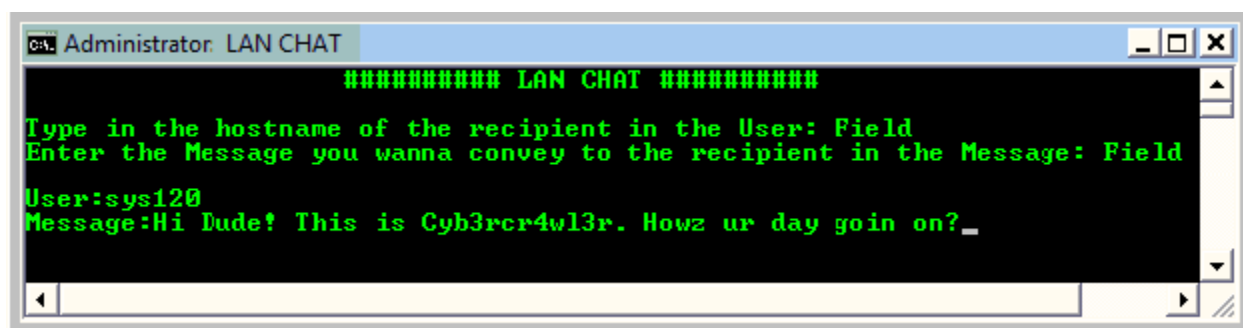 Administrator: LAN CHAT
########## LAN CHAT ##########
Type in the hostname of the recipient in the User: Field
Enter the Message you wanna convey to the recipient in the Message: Field
User:sys120
Message:Hi Dude! This is Cyb3rcr4wl3r. Howz ur day goin on?_